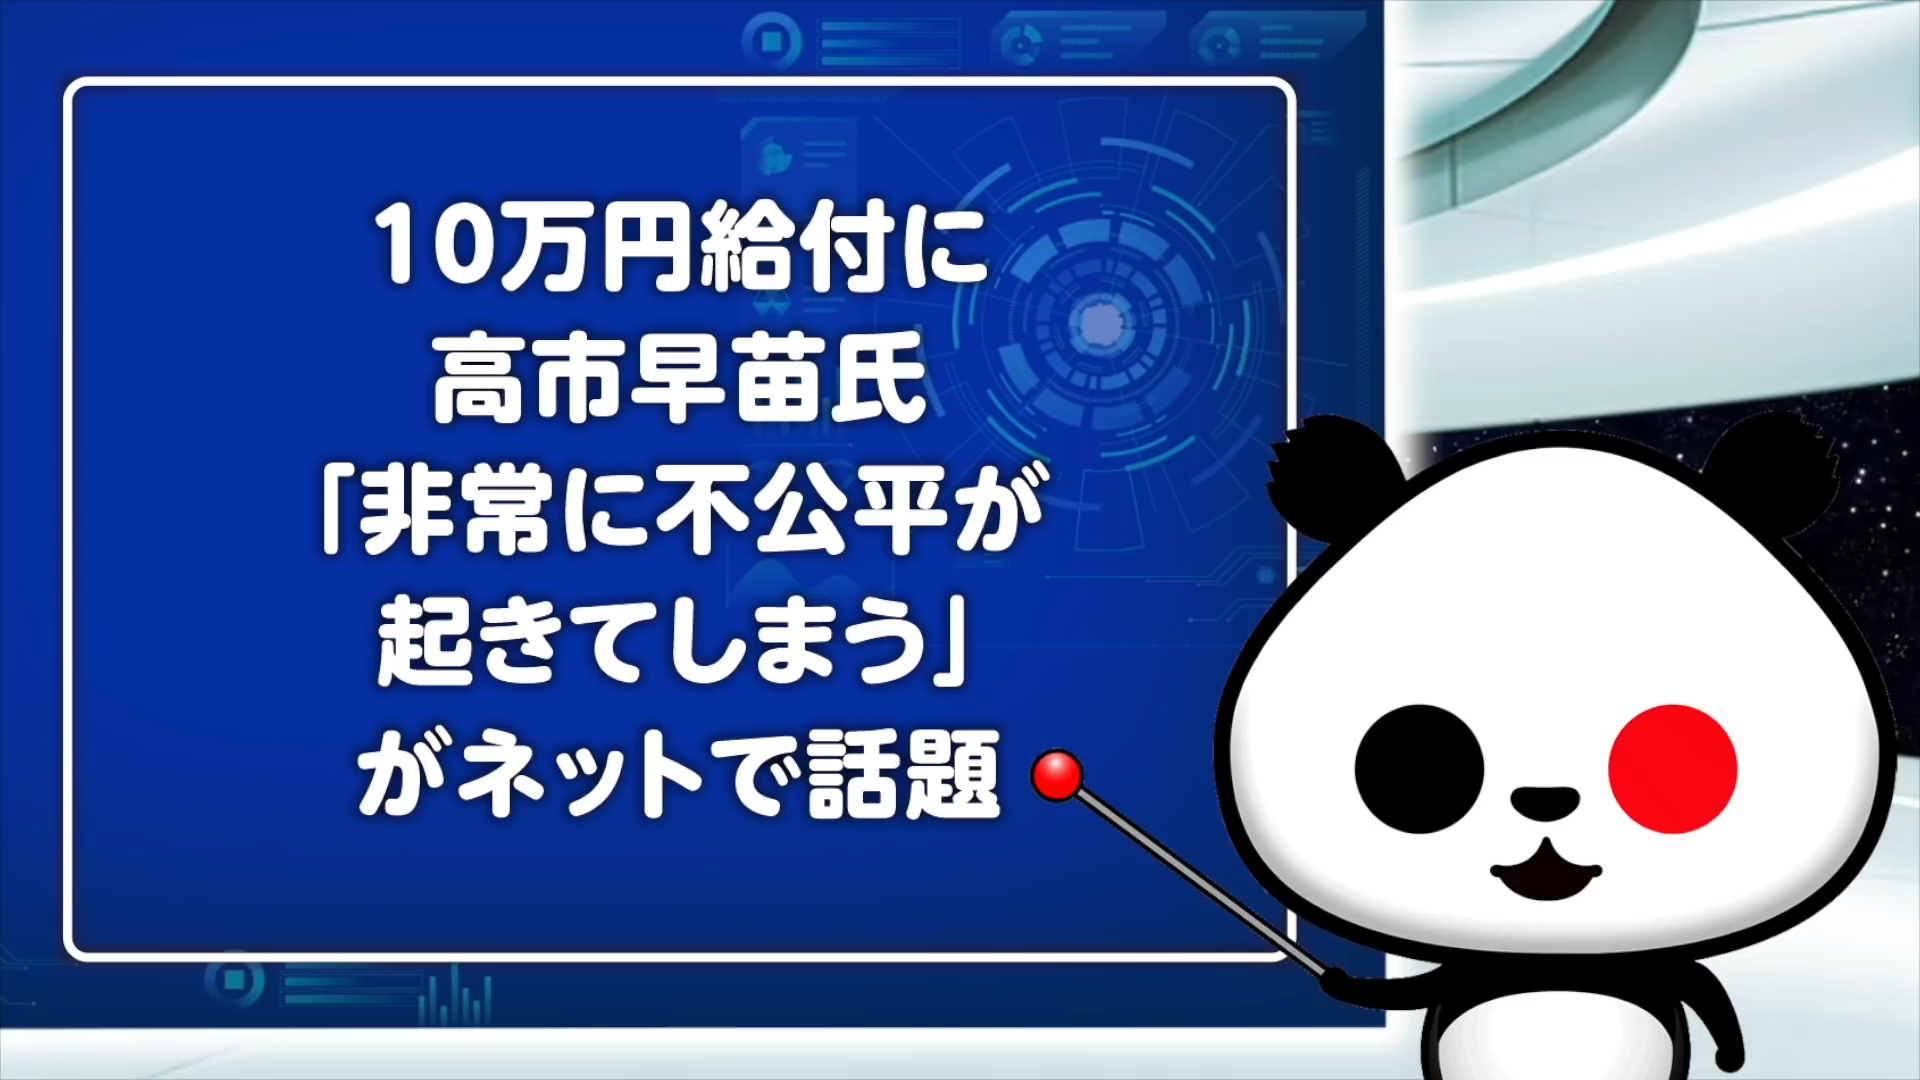 10万円給付に
高市早苗氏
「非常に不公平が
起きてしまう」
がネットで話題